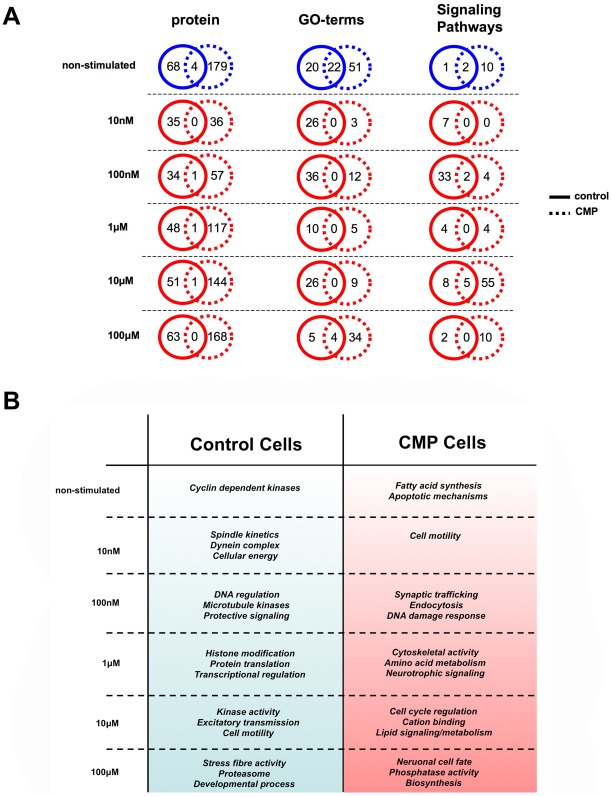 A
protein GO-terms Signaling Pathways
non-stimulated 68 4 179 20 22 51 1 2 10
10nM 35 0 36 26 0 3 7 0 0
100nM 34 1 57 36 0 12 33 2 4
control
CMP
1µM 48 1 117 10 0 5 4 0 4
10µM 51 1 144 26 0 9 8 5 55
100µM 63 0 168 5 4 34 2 0 10
B
Control Cells CMP Cells
non-stimulated
Cyclin dependent kinases
Fatty acid synthesis
Apoptotic mechanisms
10nM
Spindle kinetics
Dynein complex
Cellular energy
Cell motility
100nM
DNA regulation
Microtubule kinases
Protective signaling
Synaptic trafficking
Endocytosis
DNA damage response
1µM
Histone modification
Protein translation
Transcriptional regulation
Cytoskeletal activity
Amino acid metabolism
Neurotrophic signaling
10µM
Kinase activity
Excitatory transmission
Cell motility
Cell cycle regulation
Cation binding
Lipid signaling/metabolism
100µM
Stress fibre activity
Proteasome
Developmental process
Neruonal cell fate
Phosphatase activity
Biosynthesis